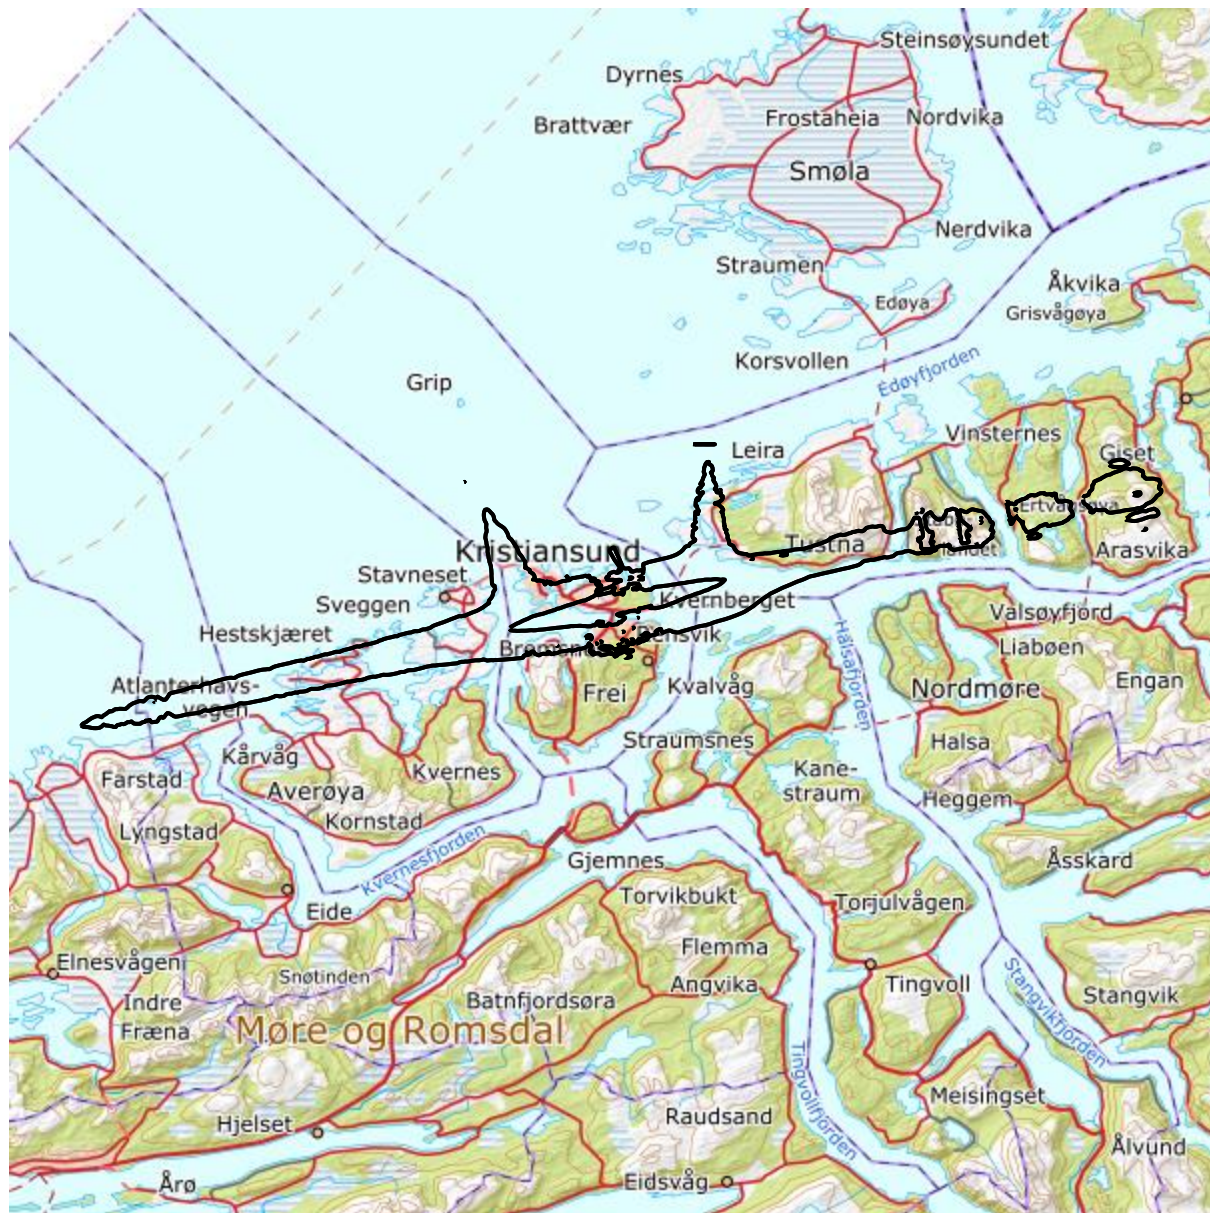 Steinsøysundet
Dyrnes
Brattvær
Frostaheia
Nordvika
Smøla
Nerdvika
Straumen
Åkvika
Edøya
Grisvågøya
Korsvollen
Edøyfjorden
Grip
Vinsternes
Leira
Giset
Ertvågsøya
Kristiansund
Tustna
Arasvika
Stavneset
Sveggen
Kvernberget
Valsøyfjord
Hestskjæret
Rensvik
Liabøen
Halsafjorden
Atlanterhavs-
vegen
Frei
Kvalvåg
Nordmøre
Engan
Straumsnes
Halsa
Kårvåg
Farstad
Kvernes
Kane-
straum
Averøya
Heggem
Kornstad
Lyngstad
Kvernesfjorden
Gjemnes
Åsskard
Torvikbukt
Torjulvågen
Eide
Flemma
Elnesvågen
Snøtinden
Angvika
Tingvoll
Stangvik
Stangvikfjorden
Indre
Fræna
Batnfjordsøra
Møre og Romsdal
Tingvollfjorden
Meisingset
Hjelset
Raudsand
Ålvund
Årø
Eidsvåg